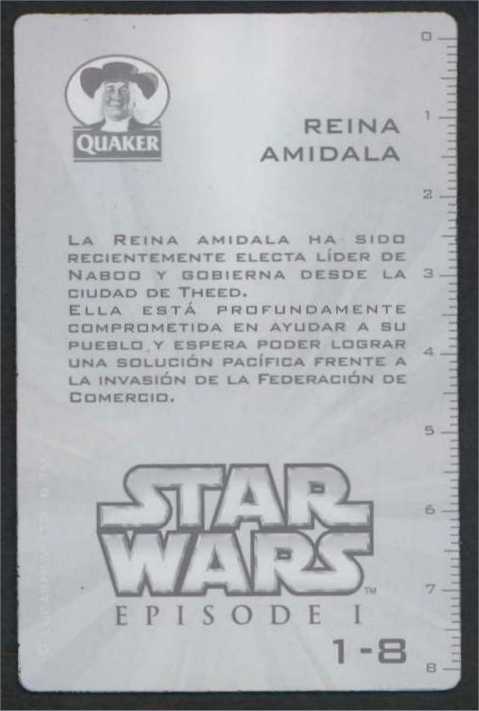 QUAKER
REINA
AMIDALA
LA REINA AMIDALA HA SIDO
RECIENTEMENTE ELECTA LÍDER DE
NABOO Y GOBIERNA DESDE LA
CIUDAD DE THEED.
ELLA ESTÁ PROFUNDAMENTE
COMPROMETIDA EN AYUDAR A SU
PUEBLO Y ESPERA PODER LOGRAR
UNA SOLUCIÓN PACÍFICA FRENTE A
LA INVASIÓN DE LA FEDERACIÓN DE
COMERCIO.
STAR
WARS
TM
EPISODE I
1-8
0
1
2
3
4
5
6
7
8